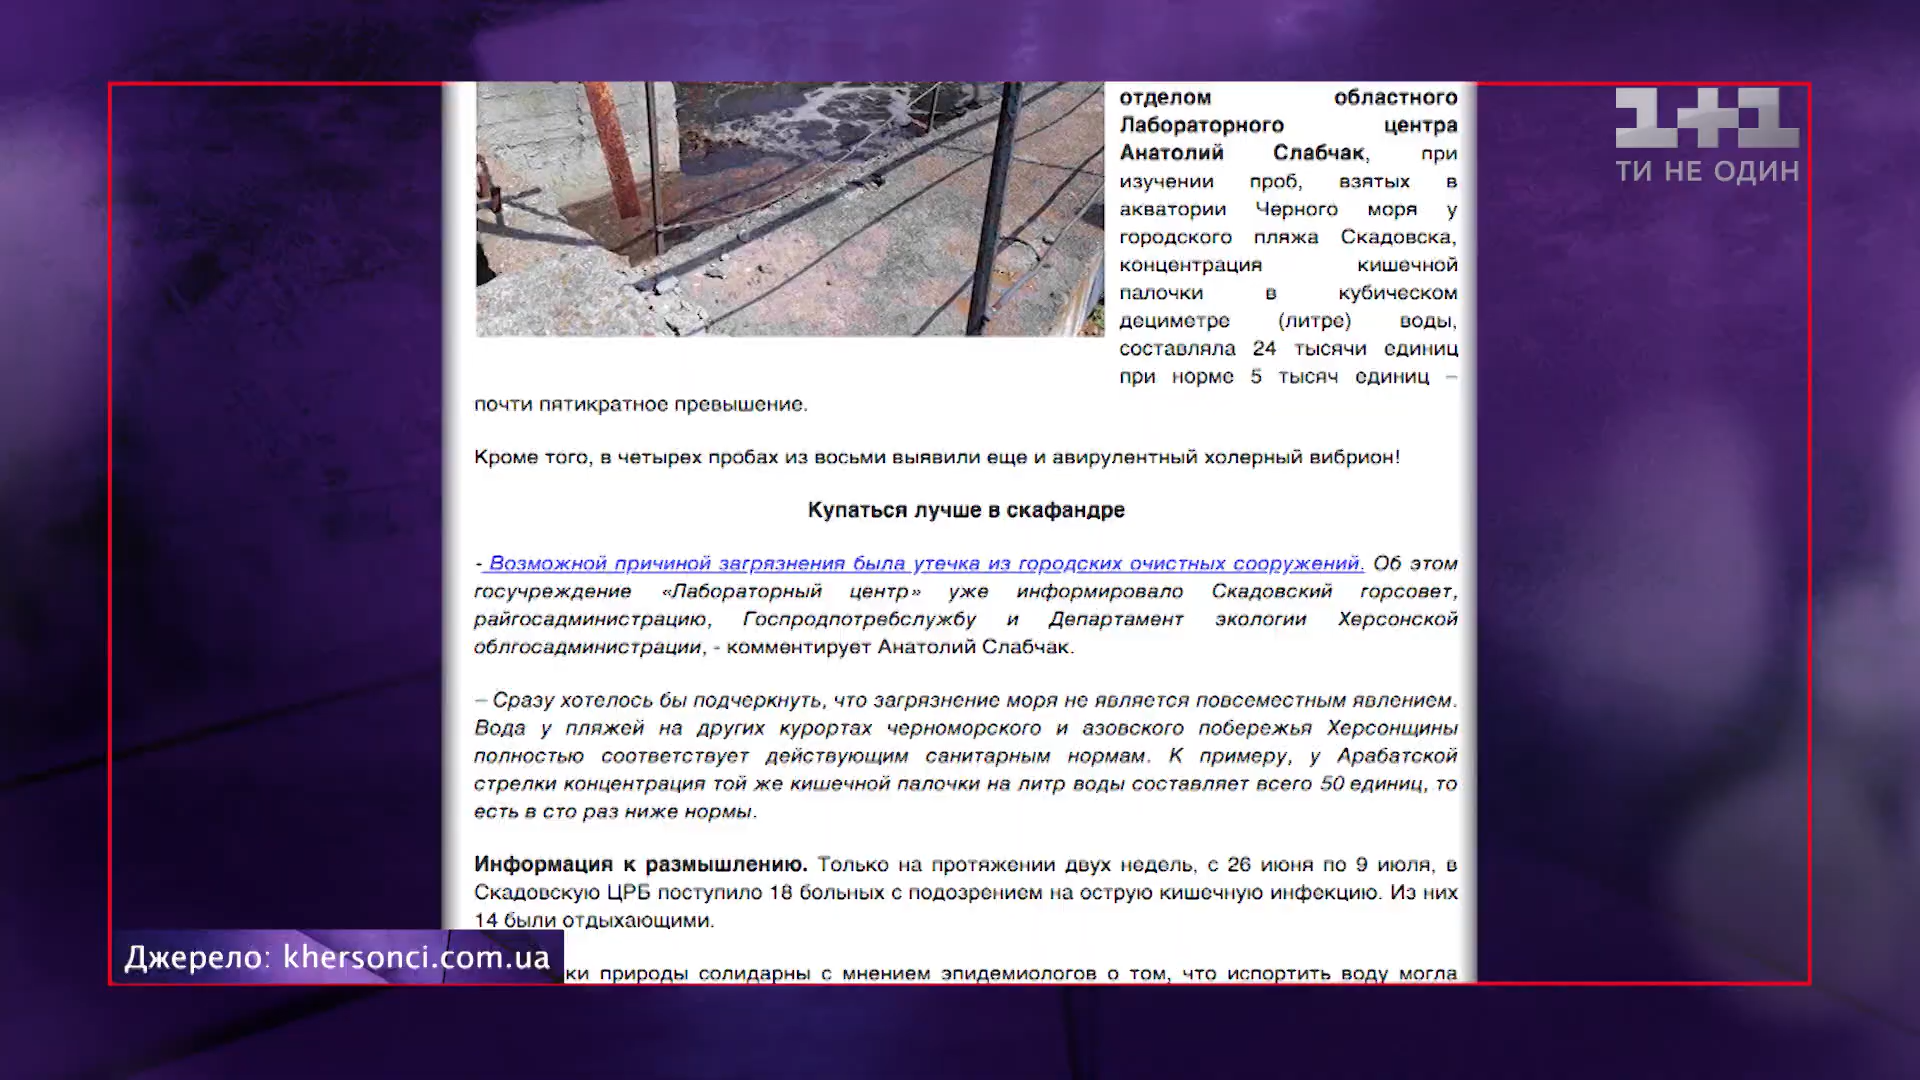 отделом областного
Лабораторного центра
Анатолий Слабчак, при
изучении проб, взятых в
акватории Черного моря у
городского пляжа Скадовска,
концентрация кишечной
палочки в кубическом
дециметре (литре) воды,
составляла 24 тысячи единиц
при норме 5 тысяч единиц –
почти пятикратное превышение.
Кроме того, в четырех пробах из восьми выявили еще и авирулентный холерный вибрион!
Купаться лучше в скафандре
- Возможной причиной загрязнения была утечка из городских очистных сооружений. Об этом
госучреждение «Лабораторный центр» уже информировало Скадовский горсовет,
райгосадминистрацию, Госпродпотребслужбу и Департамент экологии Херсонской
облгосадминистрации, - комментирует Анатолий Слабчак.
– Сразу хотелось бы подчеркнуть, что загрязнение моря не является повсеместным явлением.
Вода у пляжей на других курортах черноморского и азовского побережья Херсонщины
полностью соответствует действующим санитарным нормам. К примеру, у Арабатской
стрелки концентрация той же кишечной палочки на литр воды составляет всего 50 единиц, то
есть в сто раз ниже нормы.
Информация к размышлению. Только на протяжении двух недель, с 26 июня по 9 июля, в
Скадовскую ЦРБ поступило 18 больных с подозрением на острую кишечную инфекцию. Из них
14 были отдыхающими.
ки природы солидарны с мнением эпидемиологов о том, что испортить воду могла
Джерело: khersonci.com.ua
1+1
ТИ НЕ ОДИН